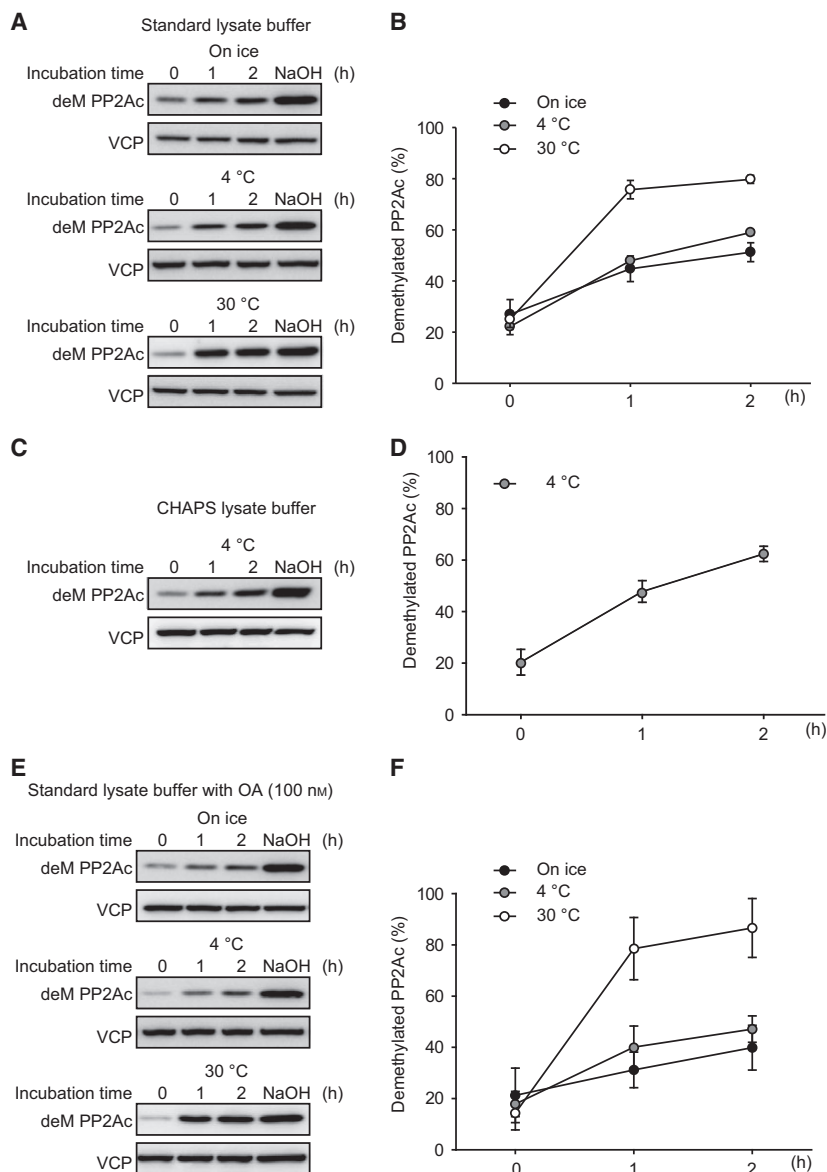 A
Standard lysate buffer
On ice
Incubation time 0 1 2 NaOH (h)
deM PP2Ac
VCP
4 °C
Incubation time 0 1 2 NaOH (h)
deM PP2Ac
VCP
30 °C
Incubation time 0 1 2 NaOH (h)
deM PP2Ac
VCP
B
On ice
4 °C
30 °C
Demethylated PP2Ac (%)
100
80
60
40
20
0
0 1 2 (h)
C
CHAPS lysate buffer
4 °C
Incubation time 0 1 2 NaOH (h)
deM PP2Ac
VCP
D
4 °C
Demethylated PP2Ac (%)
100
80
60
40
20
0
0 1 2 (h)
E
Standard lysate buffer with OA (100 nM)
On ice
Incubation time 0 1 2 NaOH (h)
deM PP2Ac
VCP
4 °C
Incubation time 0 1 2 NaOH (h)
deM PP2Ac
VCP
30 °C
Incubation time 0 1 2 NaOH (h)
deM PP2Ac
VCP
F
On ice
4 °C
30 °C
Demethylated PP2Ac (%)
100
80
60
40
20
0
0 1 2 (h)